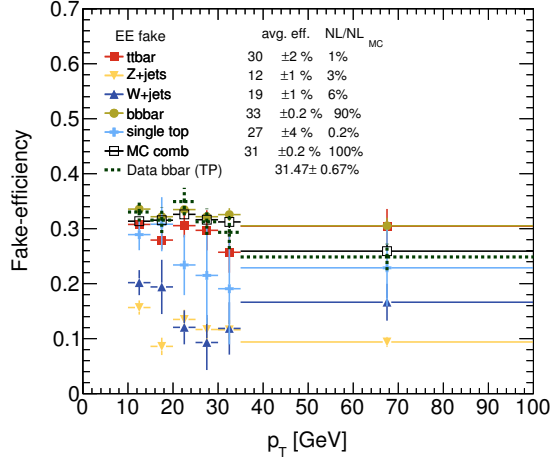 EE fake avg. eff. NL/NL MC
ttbar 30 ±2 % 1%
Z+jets 12 ±1 % 3%
W+jets 19 ±1 % 6%
bbbar 33 ±0.2 % 90%
single top 27 ±4 % 0.2%
MC comb 31 ±0.2 % 100%
Data bbar (TP) 31.47± 0.67%
Fake-efficiency
0.7
0.6
0.5
0.4
0.3
0.2
0.1
0
0 10 20 30 40 50 60 70 80 90 100
pT [GeV]